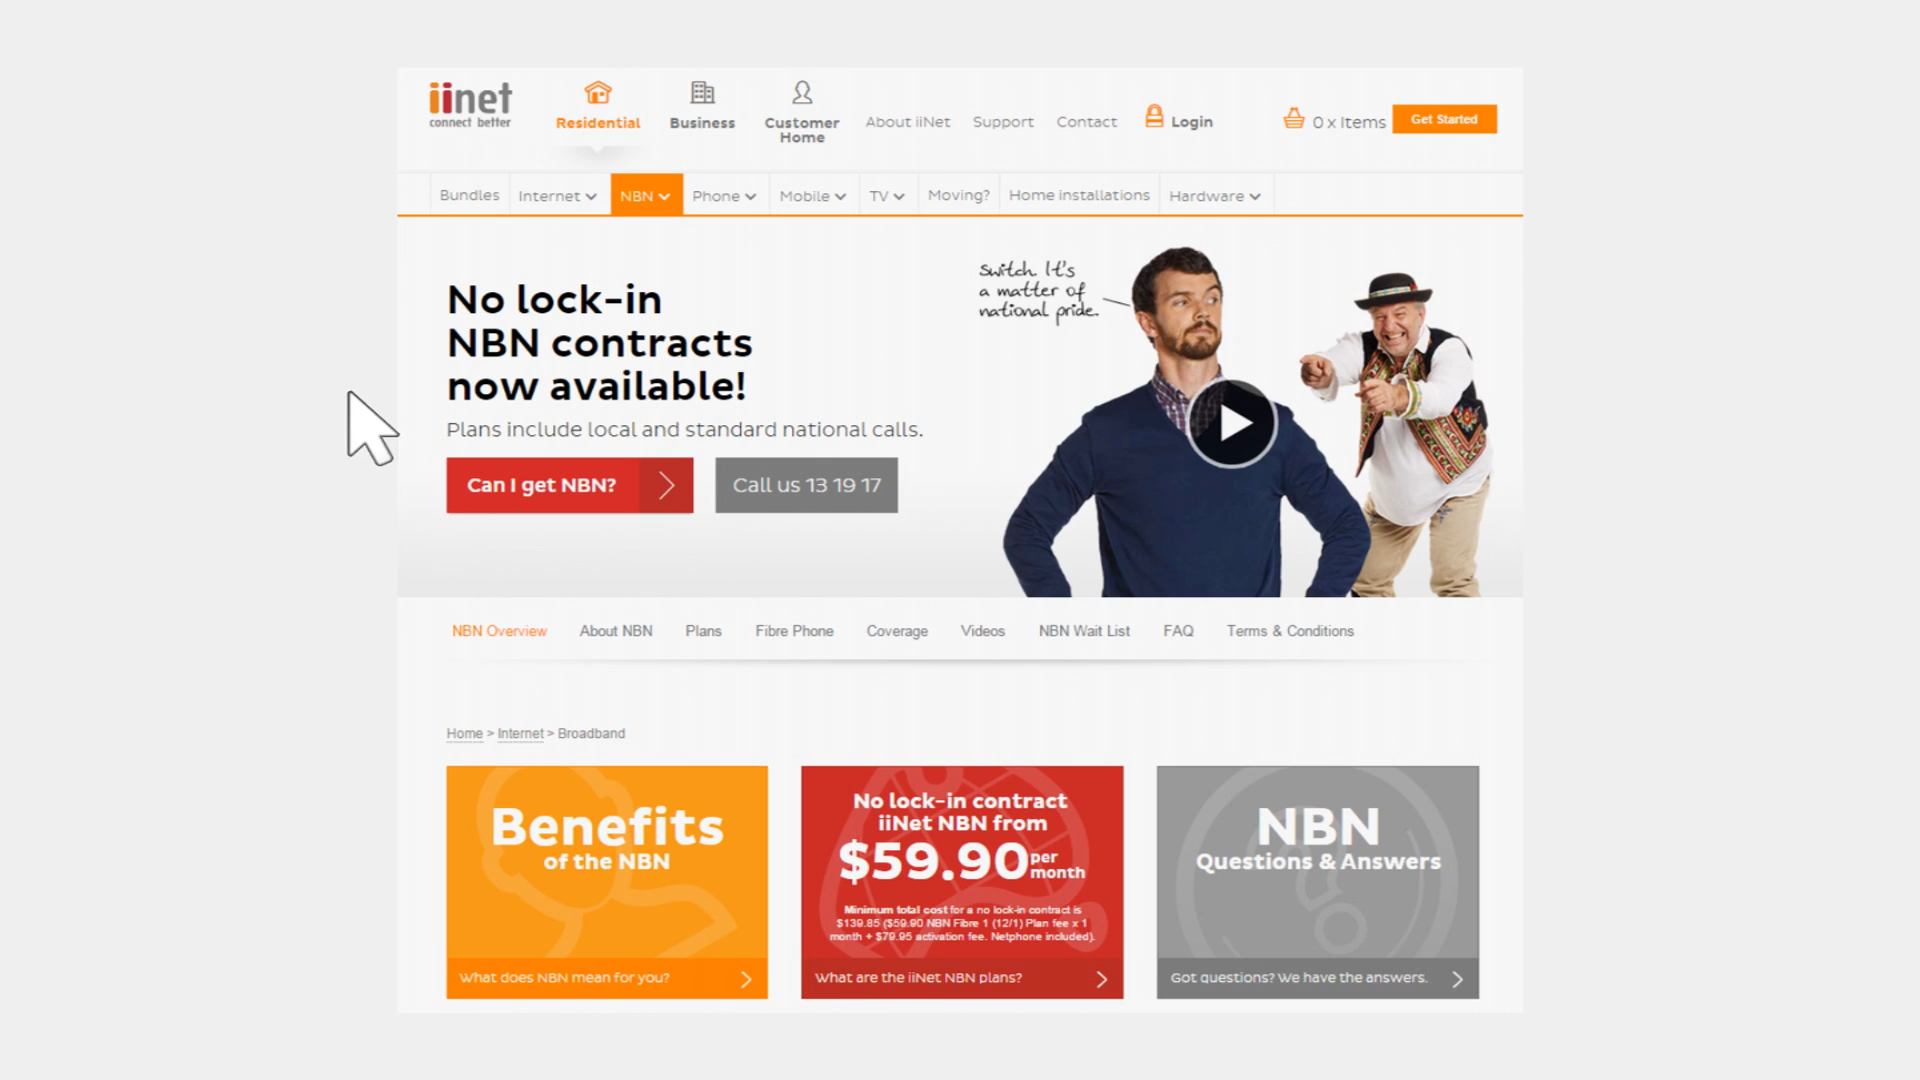 iinet
connect better
Residential
Business
Customer
Home
About iiNet
Support
Contact
Login
0 x Items
Get Started
Bundles
Internet
NBN
Phone
Mobile
TV
Moving?
Home installations
Hardware
No lock-in
NBN contracts
now available!
Plans include local and standard national calls.
Can I get NBN?
Call us 13 19 17
Switch. It's
a matter of
national pride.
NBN Overview
About NBN
Plans
Fibre Phone
Coverage
Videos
NBN Wait List
FAQ
Terms & Conditions
Home > Internet > Broadband
Benefits
of the NBN
What does NBN mean for you?
No lock-in contract
iiNet NBN from
$59.90 per
month
Minimum total cost for a no lock-in contract is
$139.85 ($59.90 NBN Fibre 1 (12/1) Plan fee x 1
month + $79.95 activation fee. Netphone included).
What are the iiNet NBN plans?
NBN
Questions & Answers
Got questions? We have the answers.